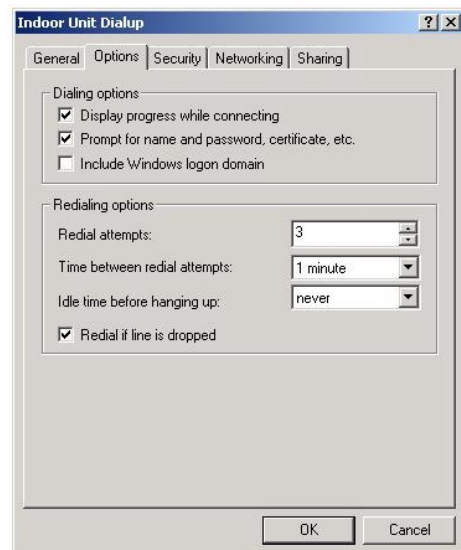 Indoor Unit Dialup
General Options Security Networking Sharing
Dialing options
Display progress while connecting
Prompt for name and password, certificate, etc.
Include Windows logon domain
Redialing options
Redial attempts: 3
Time between redial attempts: 1 minute
Idle time before hanging up: never
Redial if line is dropped
OK Cancel